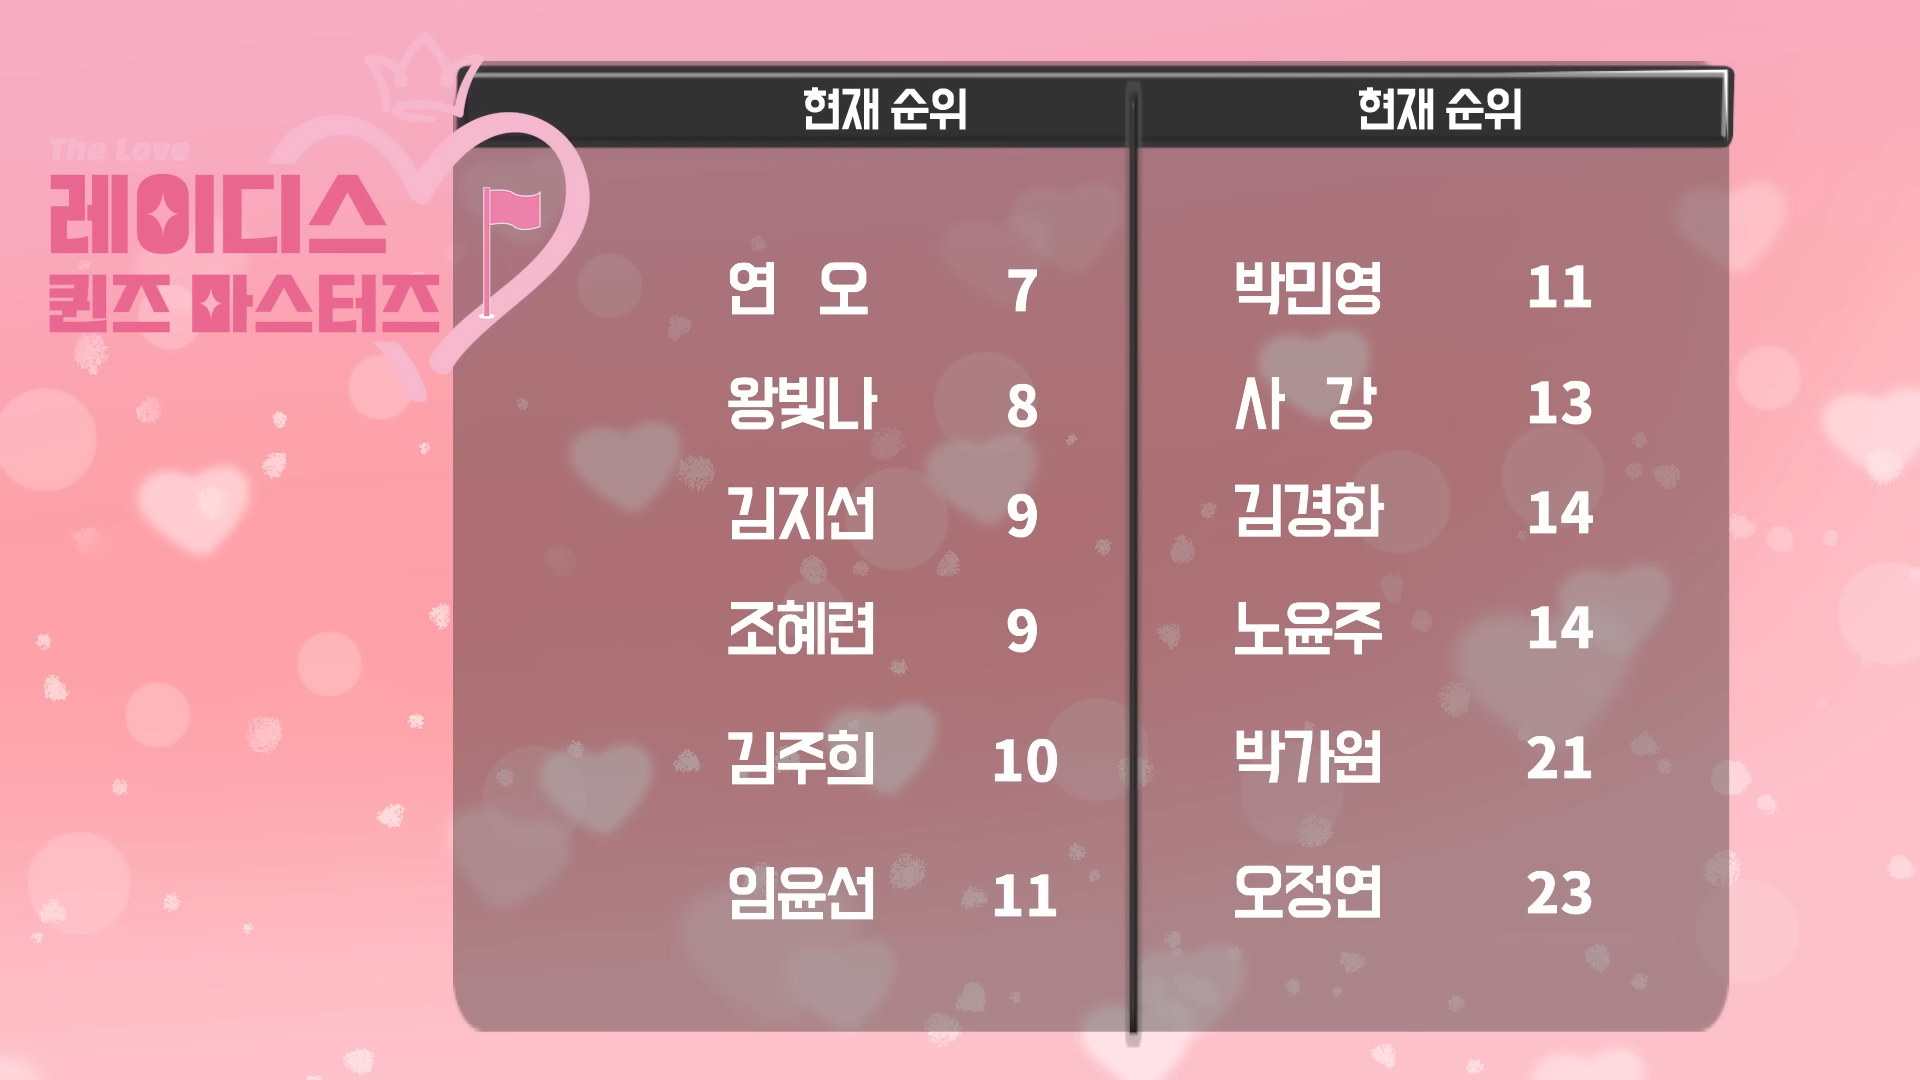 The Love
레이디스
퀸즈 마스터즈
현재 순위
연 오 7
왕빛나 8
김지선 9
조혜련 9
김주희 10
임윤선 11
현재 순위
박민영 11
사 강 13
김경화 14
노윤주 14
박가원 21
오정연 23